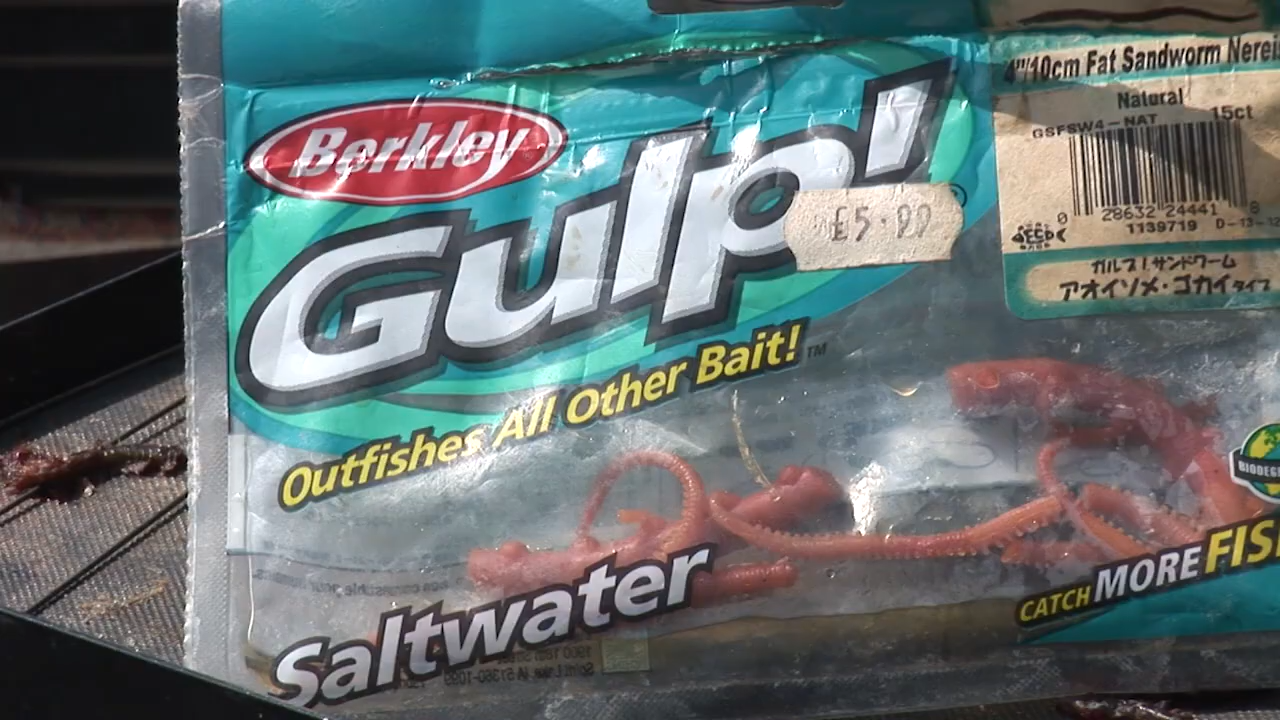 Berkley
Gulp!
£5.99
Outfishes All Other Bait!™
Saltwater
4"/10cm Fat Sandworm
Natural
15ct
GSFSW4-NAT
0 28632 24441 8
1139719
ガルプ!サンドワーム
アオイソメ・ゴカイタイプ
CATCH MORE